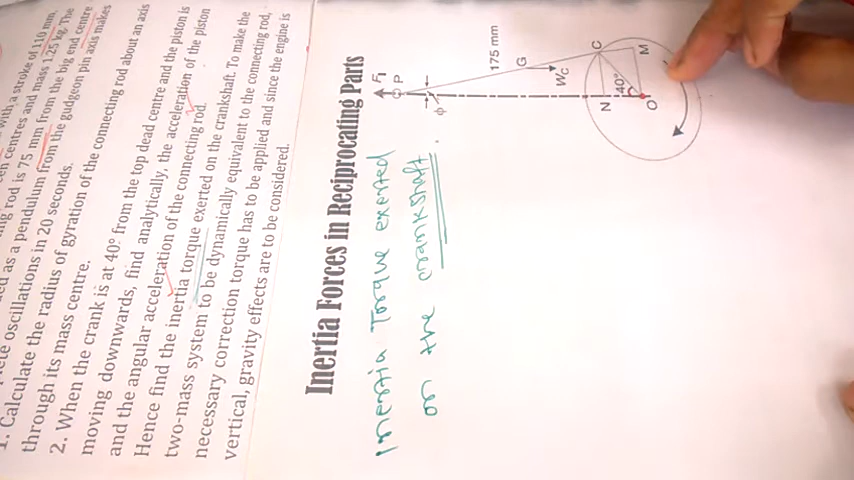 with a stroke of 110 mm,
centres and mass 1.25 kg. The
ing rod is 75 mm from the big end centre
as a pendulum from the gudgeon pin axis makes
oscillations in 20 seconds.
1. Calculate the radius of gyration of the connecting rod about an axis
through its mass centre.
2. When the crank is at 40° from the top dead centre and the piston is
moving downwards, find analytically, the acceleration of the piston
and the angular acceleration of the connecting rod.
Hence find the inertia torque exerted on the crankshaft. To make the
two-mass system to be dynamically equivalent to the connecting rod,
necessary correction torque has to be applied and since the engine is
vertical, gravity effects are to be considered.
Inertia Forces in Reciprocating Parts
Inertia Torque exerted
on the crankshaft.
F₁
P
ϕ
175 mm
G
W_C
C
M
N
40°
O